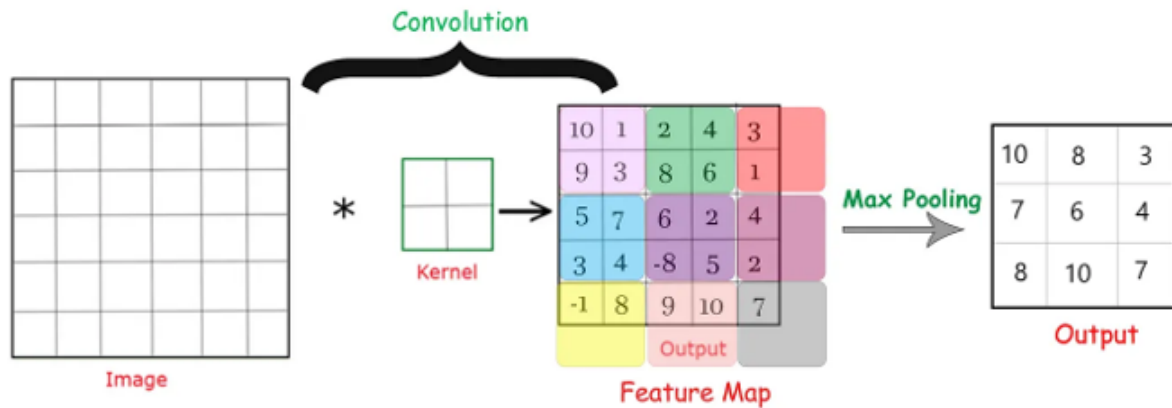 Convolution
10 1 2 4 3
9 3 8 6 1
5 7 6 2 4
3 4 -8 5 2
-1 8 9 10 7
*
Kernel
Output
Image
Feature Map
Max Pooling
10 8 3
7 6 4
8 10 7
Output